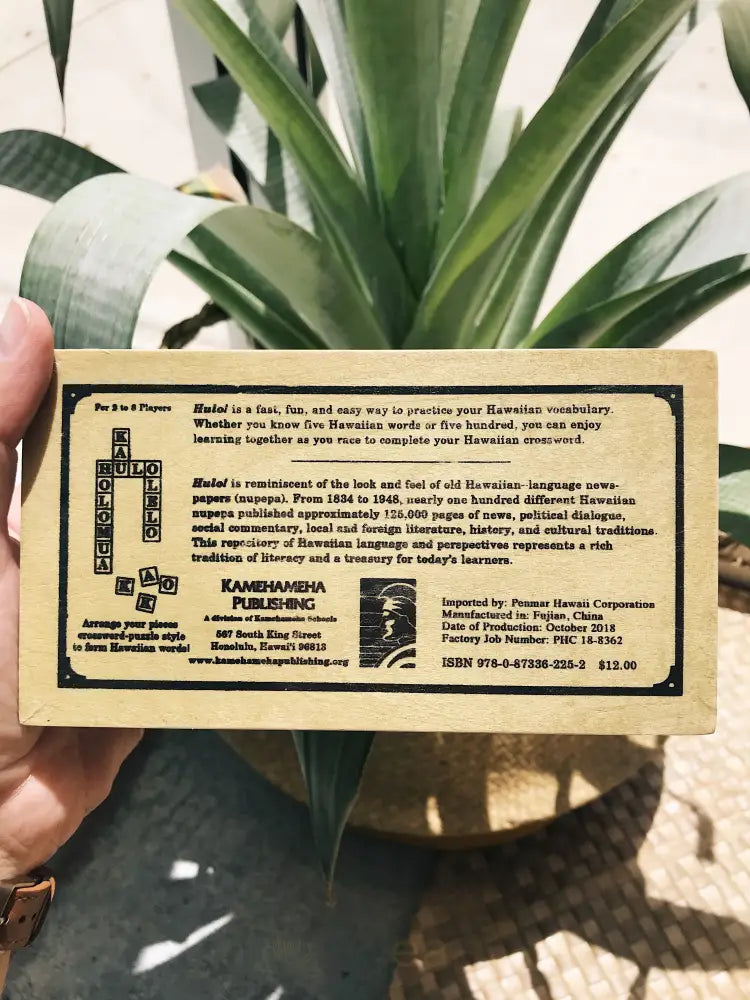 For 2 to 8 Players
KAU
HULO
HOLOMUA
OLELO
K A O
K
Arrange your pieces
crossword-puzzle style
to form Hawaiian words!
Hulo! is a fast, fun, and easy way to practice your Hawaiian vocabulary.
Whether you know five Hawaiian words or five hundred, you can enjoy
learning together as you race to complete your Hawaiian crossword.
Hulo! is reminiscent of the look and feel of old Hawaiian-language news-
papers (nupepa). From 1834 to 1948, nearly one hundred different Hawaiian
nupepa published approximately 125,000 pages of news, political dialogue,
social commentary, local and foreign literature, history, and cultural traditions.
This repository of Hawaiian language and perspectives represents a rich
tradition of literacy and a treasury for today's learners.
KAMEHAMEHA
PUBLISHING
A division of Kamehameha Schools
567 South King Street
Honolulu, Hawai'i 96813
www.kamehamehapublishing.org
Imported by: Penmar Hawaii Corporation
Manufactured in: Fujian, China
Date of Production: October 2018
Factory Job Number: PHC 18-8362
ISBN 978-0-87336-225-2 $12.00